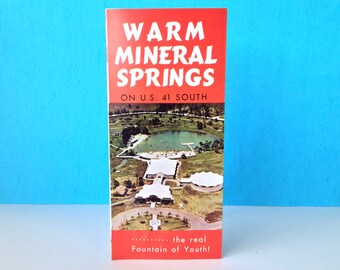 WARM
MINERAL
SPRINGS
ON U.S. 41 SOUTH
.......... the real
Fountain of Youth!